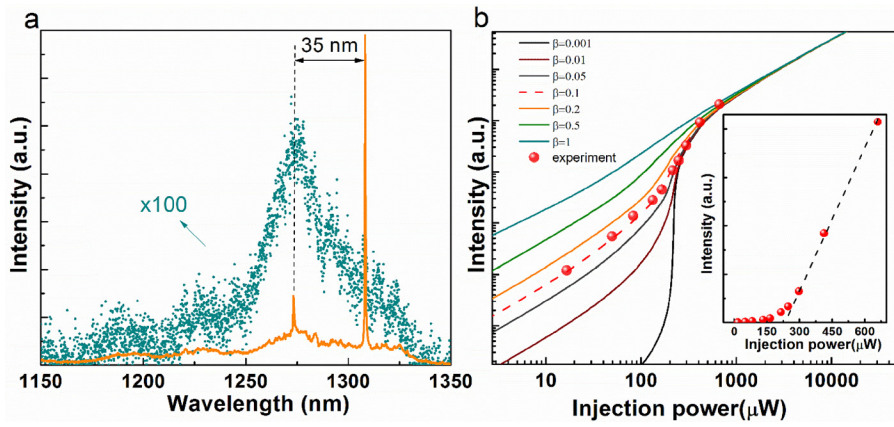 a
35 nm
x100
Intensity (a.u.)
1150 1200 1250 1300 1350
Wavelength (nm)
b
β=0.001
β=0.01
β=0.05
β=0.1
β=0.2
β=0.5
β=1
experiment
Intensity (a.u.)
10 100 1000 10000
Injection power(μW)
Intensity (a.u.)
0 150 300 450 600
Injection power(μW)